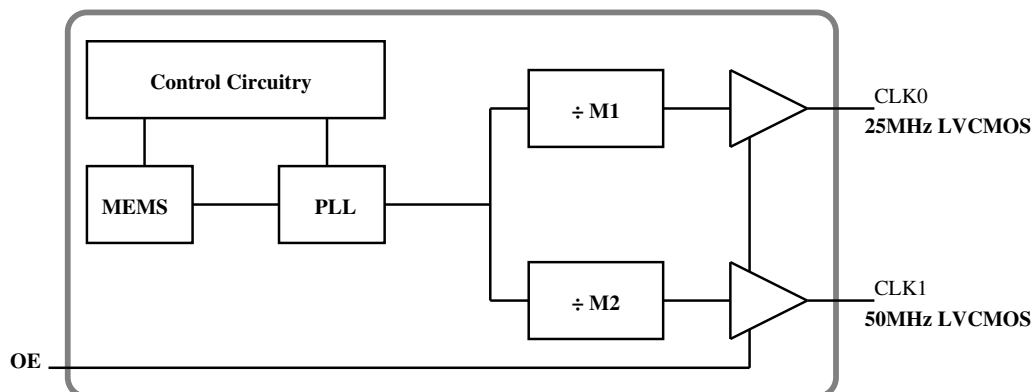 Control Circuitry
÷ M1
CLK0
25MHz LVCMOS
MEMS
PLL
÷ M2
CLK1
50MHz LVCMOS
OE